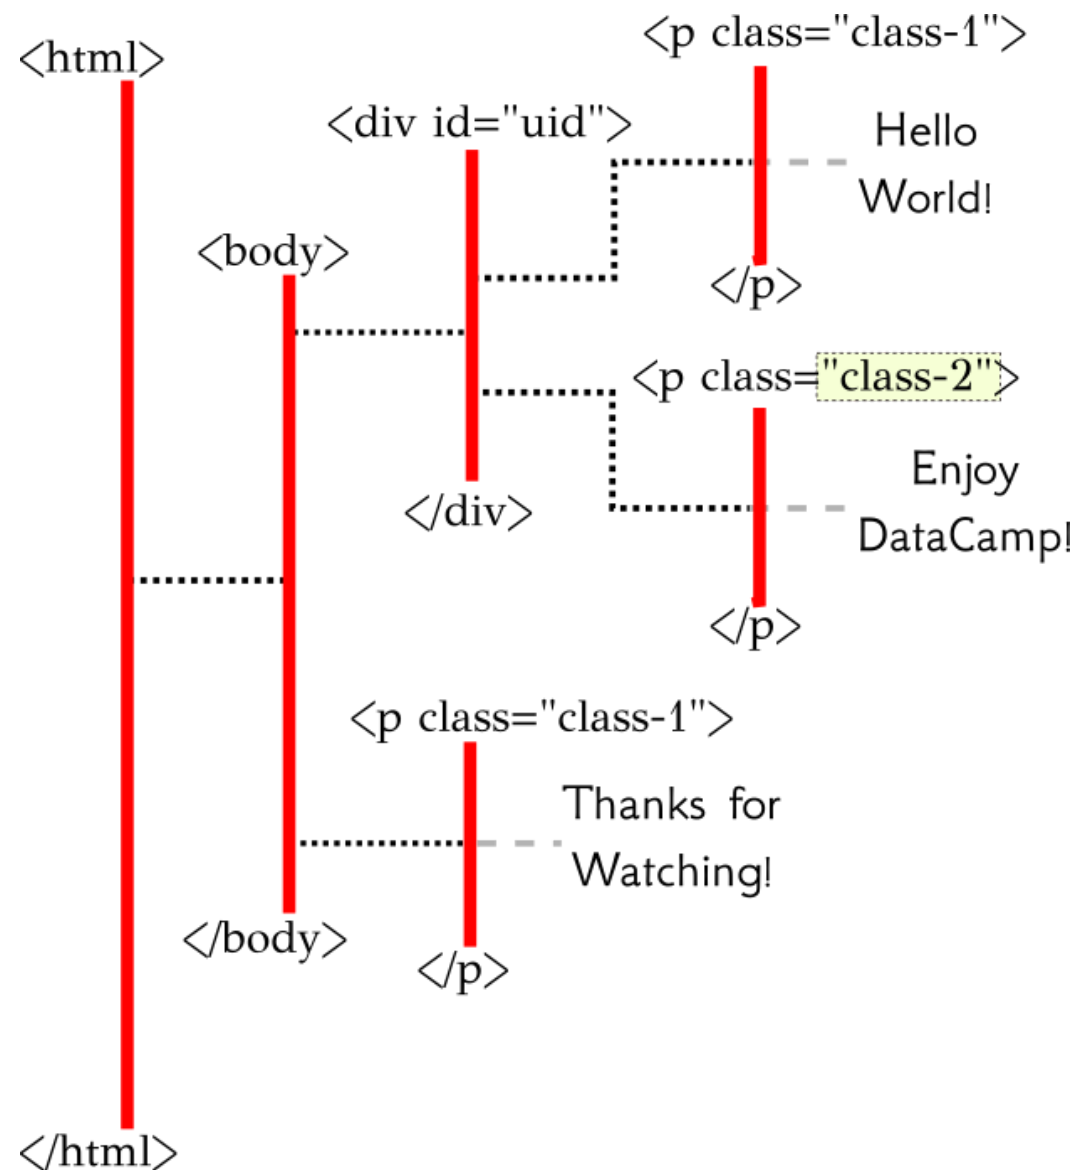 <html>
<body>
<div id="uid">
<p class="class-1">
Hello
World!
</p>
<p class="class-2">
Enjoy
DataCamp!
</p>
</div>
<p class="class-1">
Thanks for
Watching!
</p>
</body>
</html>